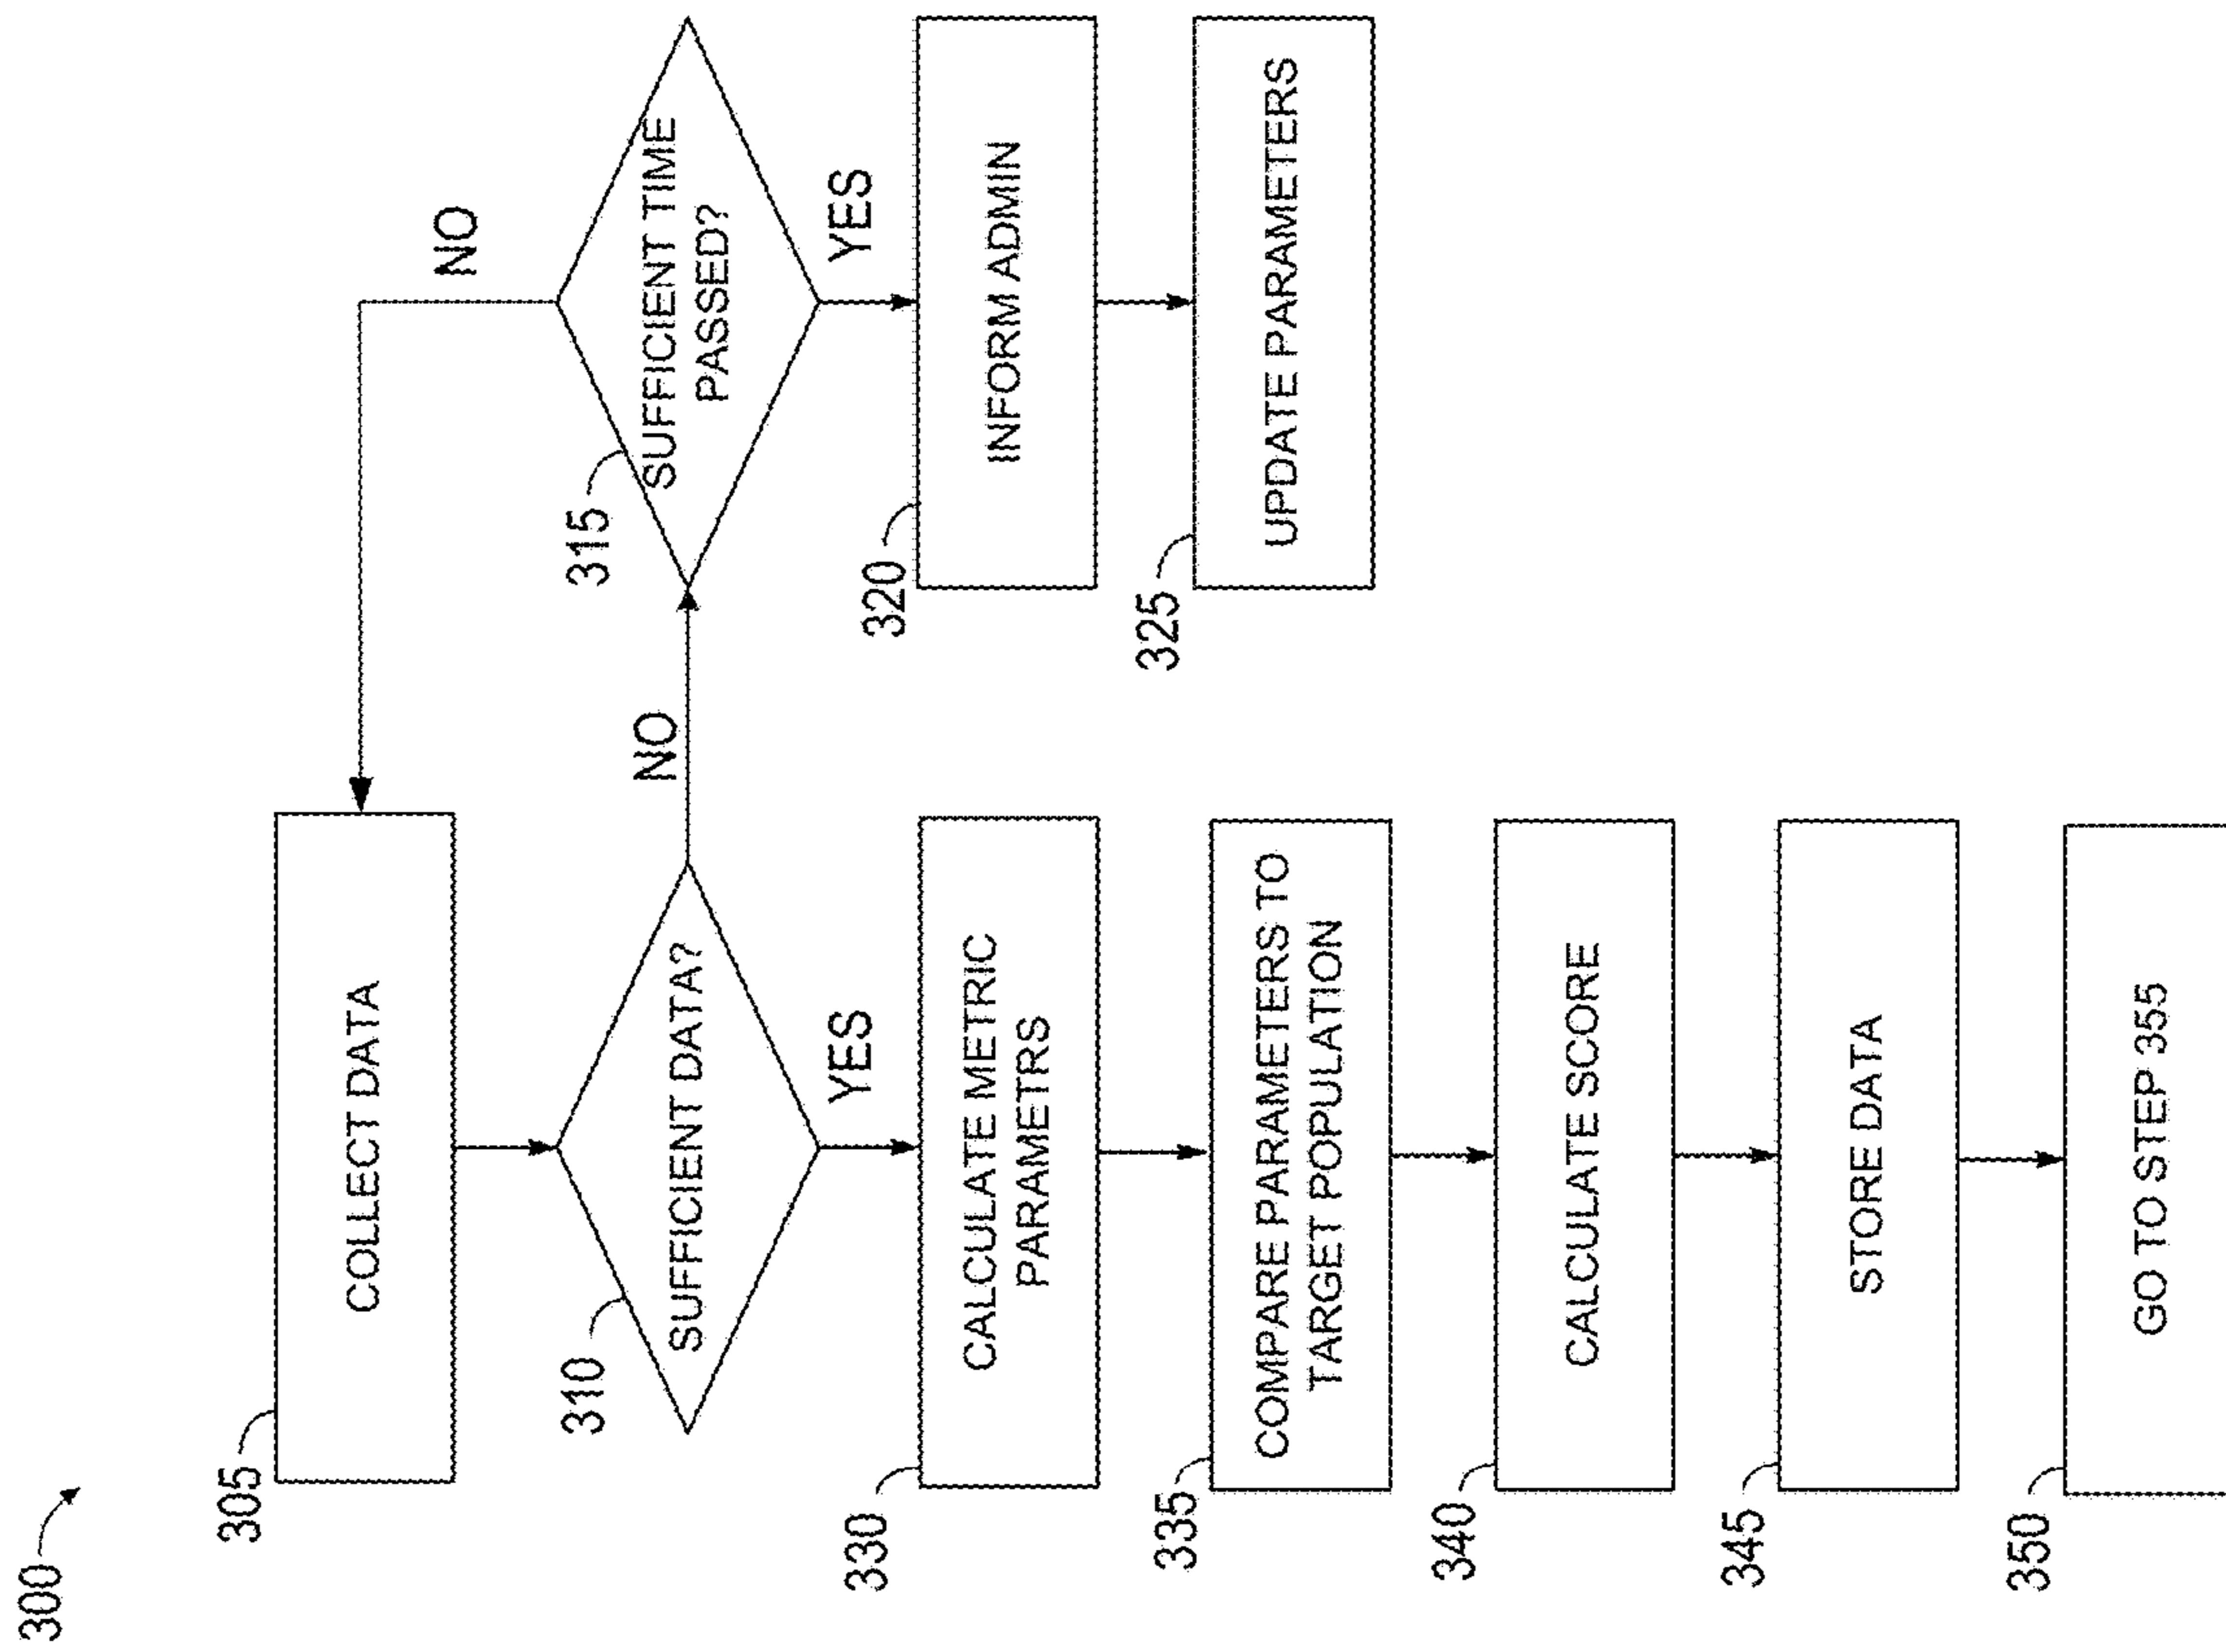 300
305
COLLECT DATA
310
SUFFICIENT DATA?
NO
YES
315
SUFFICIENT TIME
PASSED?
NO
YES
320
INFORM ADMIN
325
UPDATE PARAMETERS
330
CALCULATE METRIC
PARAMETRS
335
COMPARE PARAMETERS TO
TARGET POPULATION
340
CALCULATE SCORE
345
STORE DATA
350
GO TO STEP 355